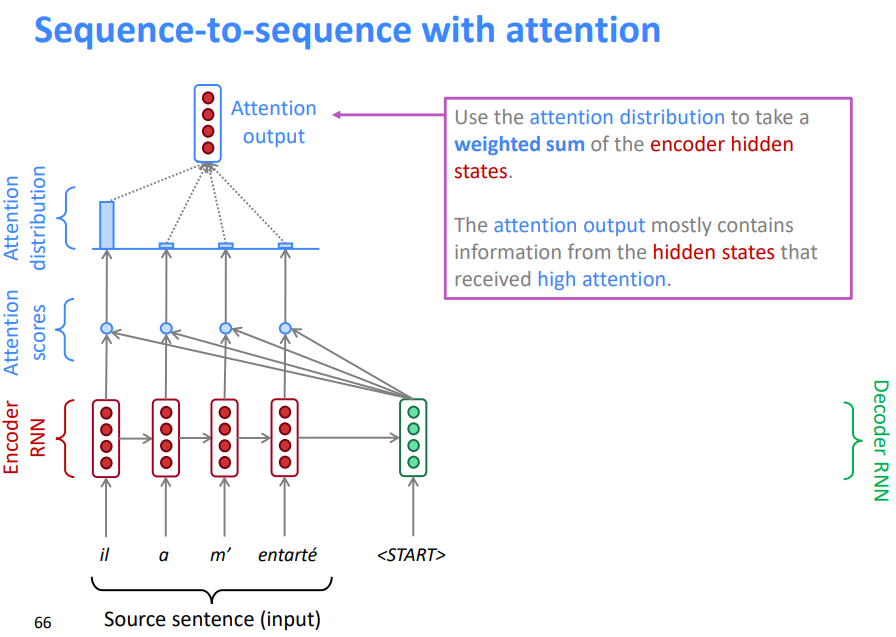 Sequence-to-sequence with attention
Attention
output
Use the attention distribution to take a
weighted sum of the encoder hidden
states.
The attention output mostly contains
information from the hidden states that
received high attention.
Attention
distribution
Attention
scores
Encoder
RNN
Decoder RNN
il a m’ entarté <START>
Source sentence (input)
66